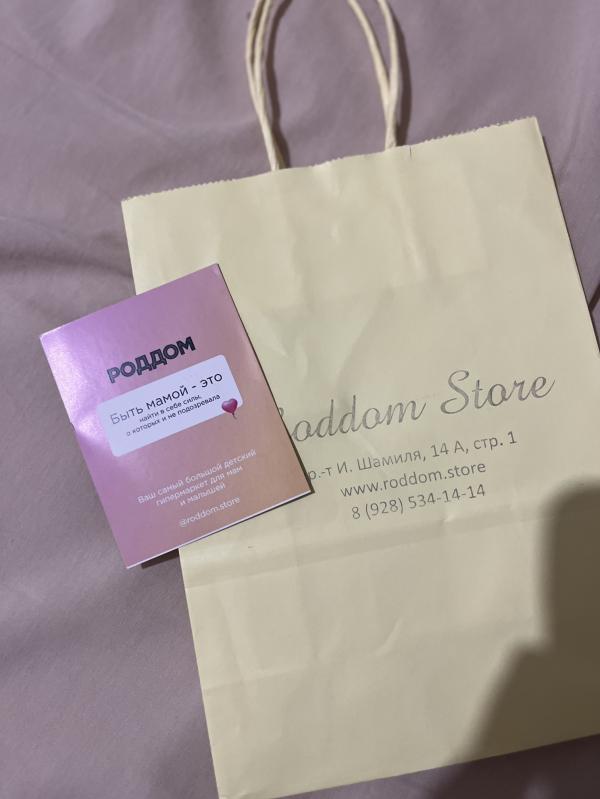 РОДДОМ
Быть мамой - это
найти в себе силы,
о которых и не подозревала
Ваш самый большой детский
гипермаркет для мам
и малышей
@roddom.store
Roddom Store
р.-т И. Шамиля, 14 А, стр. 1
www.roddom.store
8 (928) 534-14-14